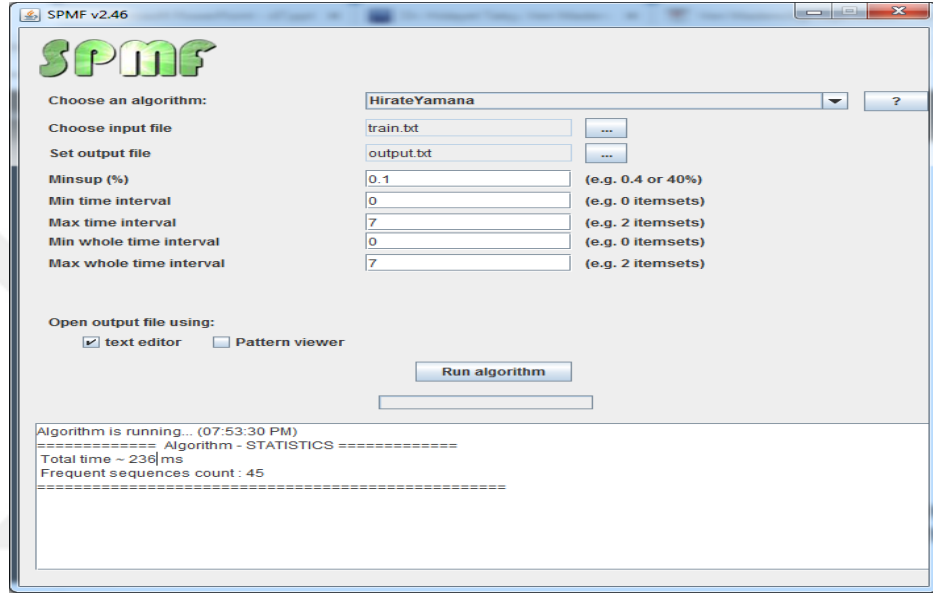 SPMF v2.46
SPMF
Choose an algorithm: HirateYamana ?
Choose input file train.txt ...
Set output file output.txt ...
Minsup (%) 0.1 (e.g. 0.4 or 40%)
Min time interval 0 (e.g. 0 itemsets)
Max time interval 7 (e.g. 2 itemsets)
Min whole time interval 0 (e.g. 0 itemsets)
Max whole time interval 7 (e.g. 2 itemsets)
Open output file using:
text editor Pattern viewer
Run algorithm
Algorithm is running... (07:53:30 PM)
============= Algorithm - STATISTICS =============
Total time ~ 236 ms
Frequent sequences count : 45
===================================================